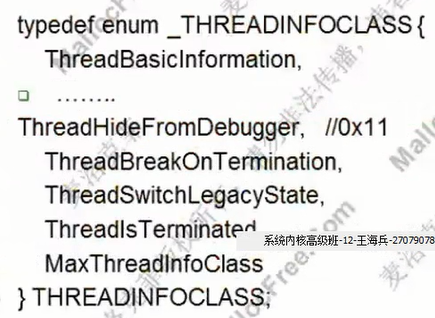 typedef enum _THREADINFOCLASS {
ThreadBasicInformation,
……..
ThreadHideFromDebugger, //0x11
ThreadBreakOnTermination,
ThreadSwitchLegacyState,
ThreadIsTerminated
系统内核高级班-12-王海兵-27079078
MaxThreadInfoClass
} THREADINFOCLASS;